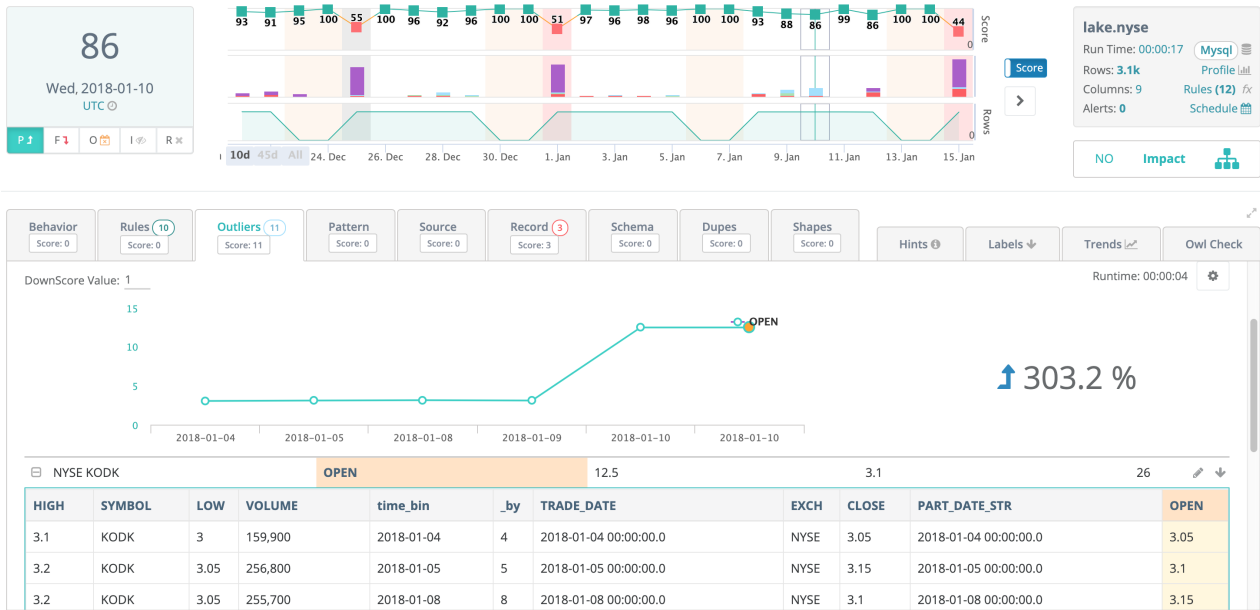 86
Wed, 2018-01-10
UTC
P F O I R
93 91 95 100 55 100 96 92 96 100 100 51 97 96 98 96 100 100 93 88 86 99 86 100 100 44
Score
0
Rows
0
10d 45d All 24. Dec 26. Dec 28. Dec 30. Dec 1. Jan 3. Jan 5. Jan 7. Jan 9. Jan 11. Jan 13. Jan 15. Jan
Score
lake.nyse
Run Time: 00:00:17 Mysql
Rows: 3.1k Profile
Columns: 9 Rules (12) fx
Alerts: 0 Schedule
NO Impact
Behavior Rules 10 Outliers 11 Pattern Source Record 3 Schema Dupes Shapes
Score: 0 Score: 0 Score: 11 Score: 0 Score: 0 Score: 3 Score: 0 Score: 0 Score: 0
Hints Labels Trends Owl Check
DownScore Value: 1
Runtime: 00:00:04
15
10
5
0
OPEN
2018-01-04 2018-01-05 2018-01-08 2018-01-09 2018-01-10 2018-01-10
303.2 %
NYSE KODK OPEN 12.5 3.1 26
HIGH SYMBOL LOW VOLUME time_bin _by TRADE_DATE EXCH CLOSE PART_DATE_STR OPEN
3.1 KODK 3 159,900 2018-01-04 4 2018-01-04 00:00:00.0 NYSE 3.05 2018-01-04 00:00:00.0 3.05
3.2 KODK 3.05 256,800 2018-01-05 5 2018-01-05 00:00:00.0 NYSE 3.15 2018-01-05 00:00:00.0 3.1
3.2 KODK 3.05 255,700 2018-01-08 8 2018-01-08 00:00:00.0 NYSE 3.1 2018-01-08 00:00:00.0 3.15